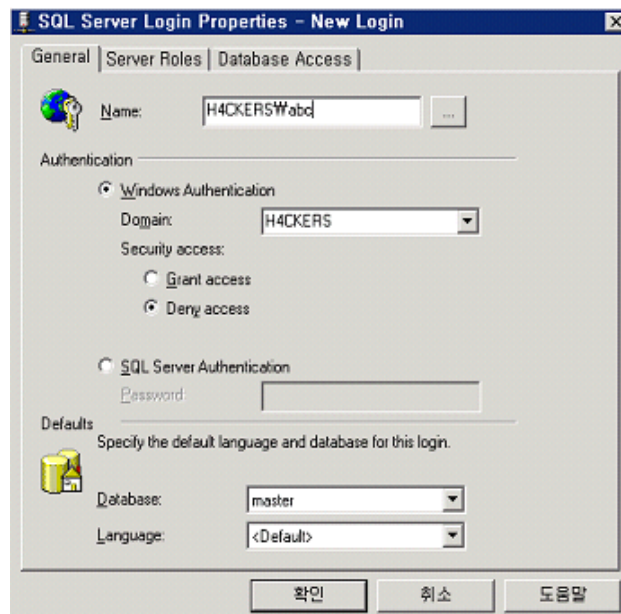 SQL Server Login Properties - New Login
General Server Roles Database Access
Name: H4CKERS₩abc ...
Authentication
Windows Authentication
Domain: H4CKERS
Security access:
Grant access
Deny access
SQL Server Authentication
Password:
Defaults
Specify the default language and database for this login.
Database: master
Language: <Default>
확인 취소 도움말